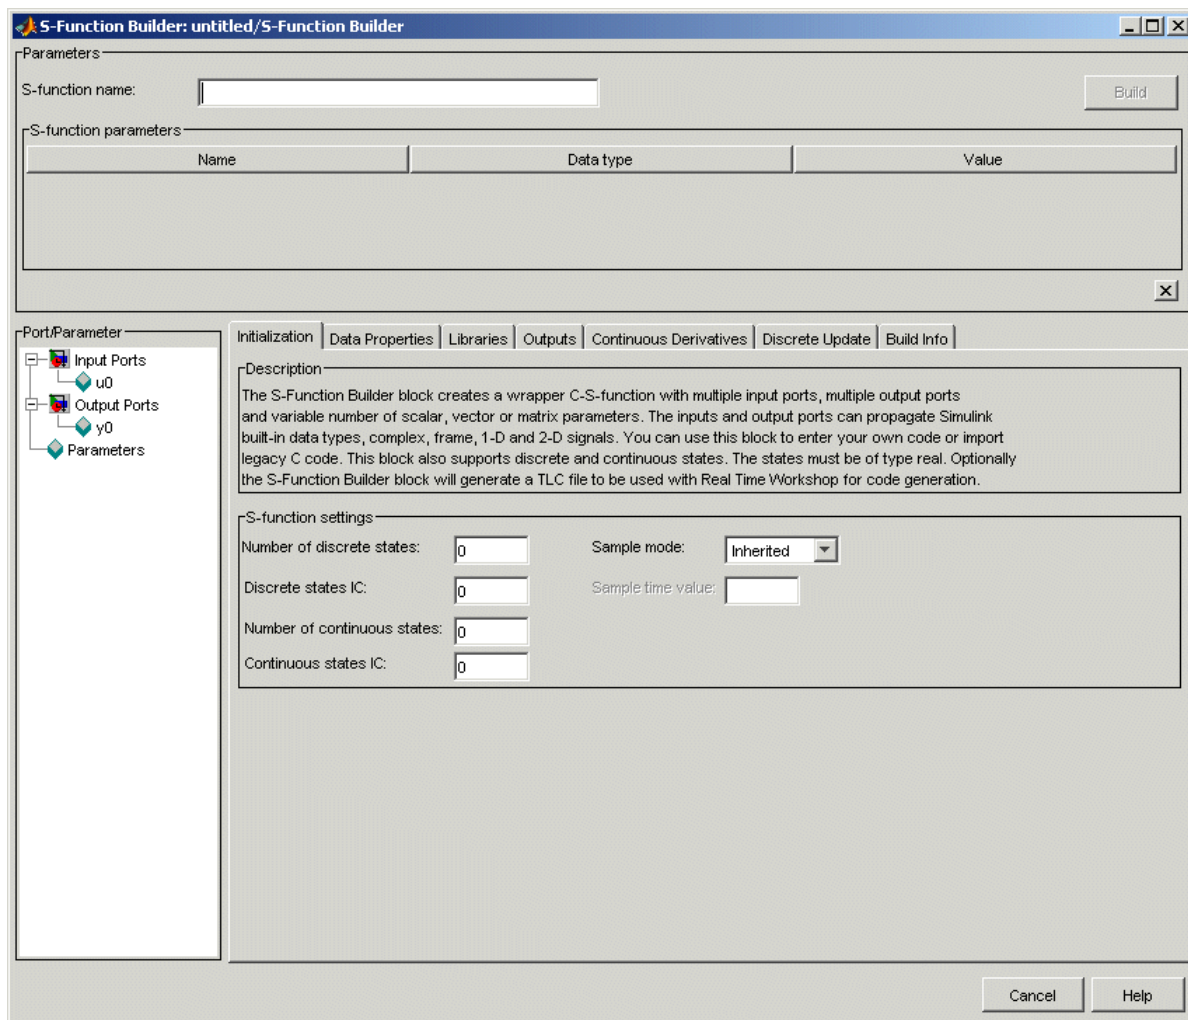 S-Function Builder: untitled/S-Function Builder
Parameters
S-function name:
Build
S-function parameters
Name Data type Value
Port/Parameter
Input Ports
u0
Output Ports
y0
Parameters
Initialization Data Properties Libraries Outputs Continuous Derivatives Discrete Update Build Info
Description
The S-Function Builder block creates a wrapper C-S-function with multiple input ports, multiple output ports
and variable number of scalar, vector or matrix parameters. The inputs and output ports can propagate Simulink
built-in data types, complex, frame, 1-D and 2-D signals. You can use this block to enter your own code or import
legacy C code. This block also supports discrete and continuous states. The states must be of type real. Optionally
the S-Function Builder block will generate a TLC file to be used with Real Time Workshop for code generation.
S-function settings
Number of discrete states: 0 Sample mode: Inherited
Discrete states IC: 0 Sample time value:
Number of continuous states: 0
Continuous states IC: 0
Cancel Help